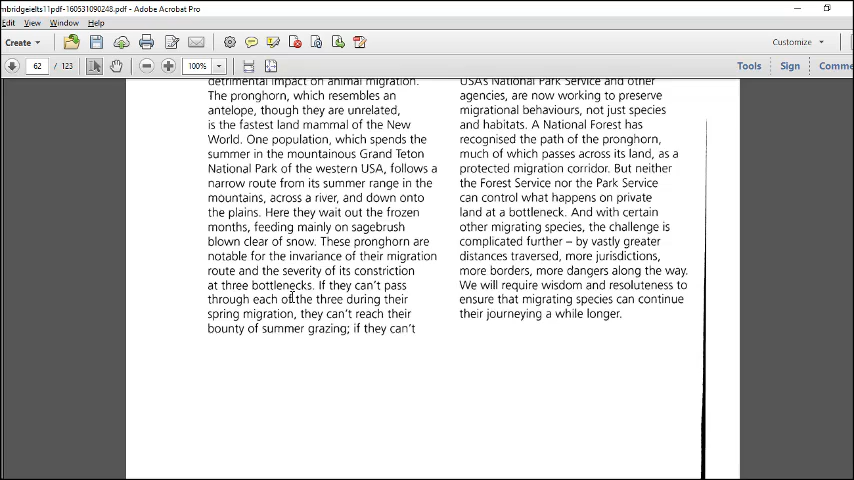 mbridgeielts11pdf-160531090248.pdf - Adobe Acrobat Pro
Edit View Window Help
Create
Customize
62 / 123
100%
Tools Sign Comme
detrimental impact on animal migration.
The pronghorn, which resembles an
antelope, though they are unrelated,
is the fastest land mammal of the New
World. One population, which spends the
summer in the mountainous Grand Teton
National Park of the western USA, follows a
narrow route from its summer range in the
mountains, across a river, and down onto
the plains. Here they wait out the frozen
months, feeding mainly on sagebrush
blown clear of snow. These pronghorn are
notable for the invariance of their migration
route and the severity of its constriction
at three bottlenecks. If they can't pass
through each of the three during their
spring migration, they can't reach their
bounty of summer grazing; if they can't
USA's National Park Service and other
agencies, are now working to preserve
migrational behaviours, not just species
and habitats. A National Forest has
recognised the path of the pronghorn,
much of which passes across its land, as a
protected migration corridor. But neither
the Forest Service nor the Park Service
can control what happens on private
land at a bottleneck. And with certain
other migrating species, the challenge is
complicated further – by vastly greater
distances traversed, more jurisdictions,
more borders, more dangers along the way.
We will require wisdom and resoluteness to
ensure that migrating species can continue
their journeying a while longer.